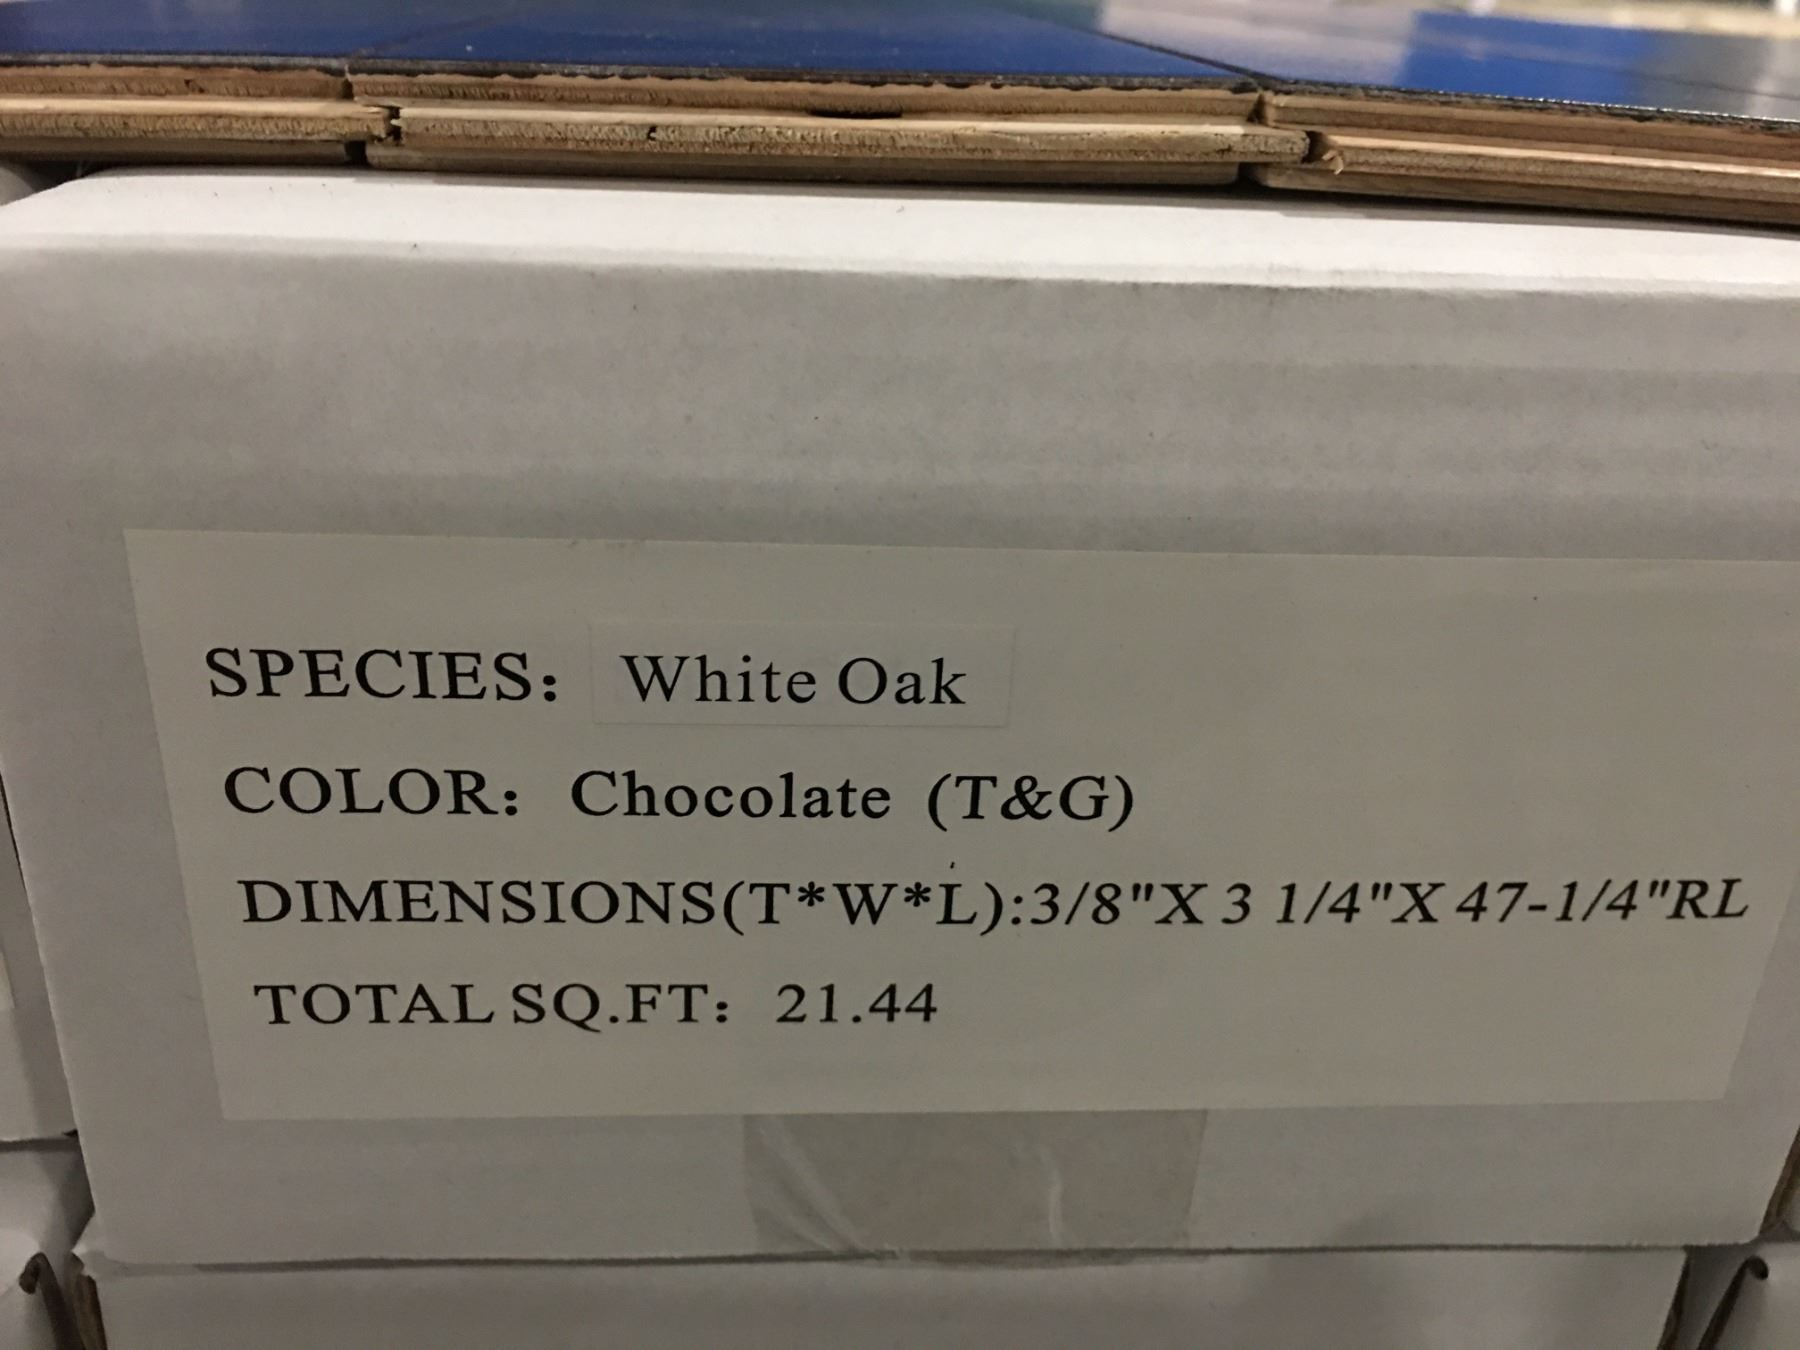 SPECIES: White Oak
COLOR: Chocolate (T&G)
DIMENSIONS(T*W*L):3/8"X 3 1/4"X 47-1/4"RL
TOTAL SQ.FT: 21.44